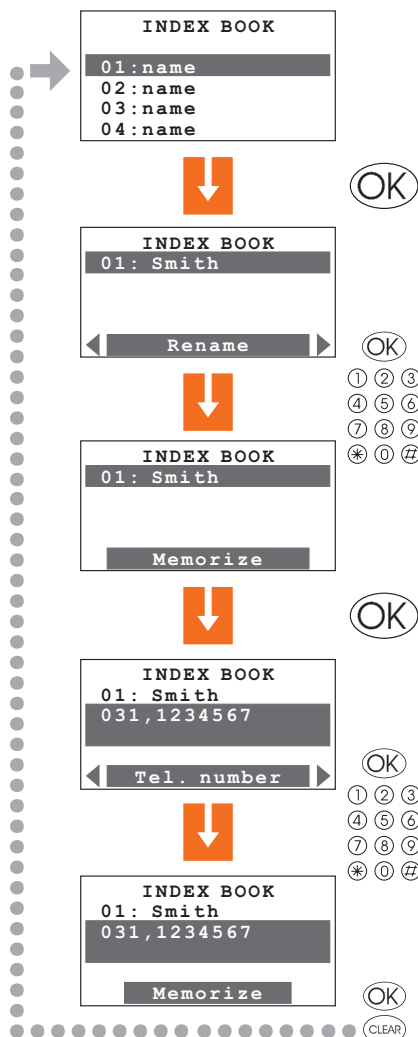 INDEX BOOK
01:name
02:name
03:name
04:name
OK
INDEX BOOK
01: Smith
Rename
OK
1 2 3
4 5 6
7 8 9
* 0 #
INDEX BOOK
01: Smith
Memorize
OK
INDEX BOOK
01: Smith
031,1234567
Tel. number
OK
1 2 3
4 5 6
7 8 9
* 0 #
INDEX BOOK
01: Smith
031,1234567
Memorize
OK
CLEAR